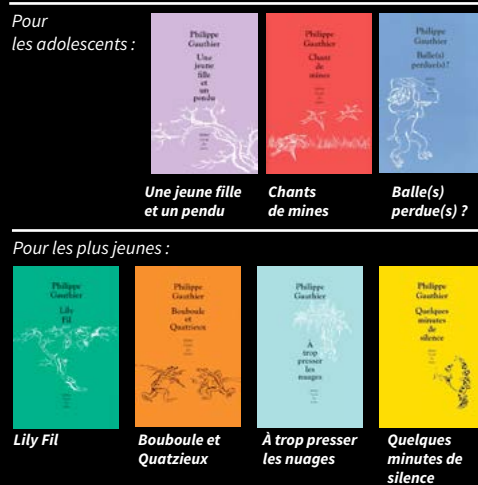 Pour
les adolescents :
Philippe
Gauthier
Une
jeune
fille
et
un
pendu
Philippe
Gauthier
Chant
de
mines
Philippe
Gauthier
Balle(s)
perdue(s) ?
Une jeune fille
et un pendu
Chants
de mines
Balle(s)
perdue(s) ?
Pour les plus jeunes :
Philippe
Gauthier
Lily
Fil
Philippe
Gauthier
Bouboule
et
Quatzieux
Philippe
Gauthier
À
trop
presser
les
nuages
Philippe
Gauthier
Quelques
minutes
de
silence
Lily Fil
Bouboule et
Quatzieux
À trop presser
les nuages
Quelques
minutes de
silence